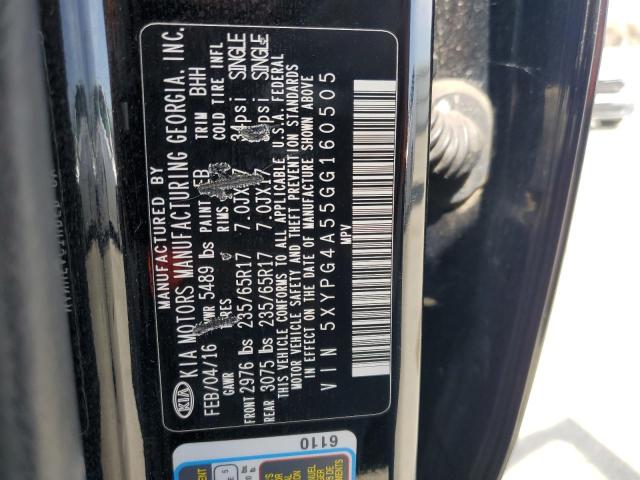 MANUFACTURED BY
KIA KIA MOTORS MANUFACTURING GEORGIA, INC.
FEB/04/16 GVWR 5489 lbs PAINT EB TRIM BHH
GAWR TIRES RIMS COLD TIRE INFL
FRONT 2976 lbs 235/65R17 7.0JX17 34psi SINGLE
REAR 3075 lbs 235/65R17 7.0JX17 psi SINGLE
THIS VEHICLE CONFORMS TO ALL APPLICABLE U.S.A. FEDERAL
MOTOR VEHICLE SAFETY AND THEFT PREVENTION STANDARDS
IN EFFECT ON THE DATE OF MANUFACTURE SHOWN ABOVE
VIN 5XYPG4A55GG160505
MPV
6110